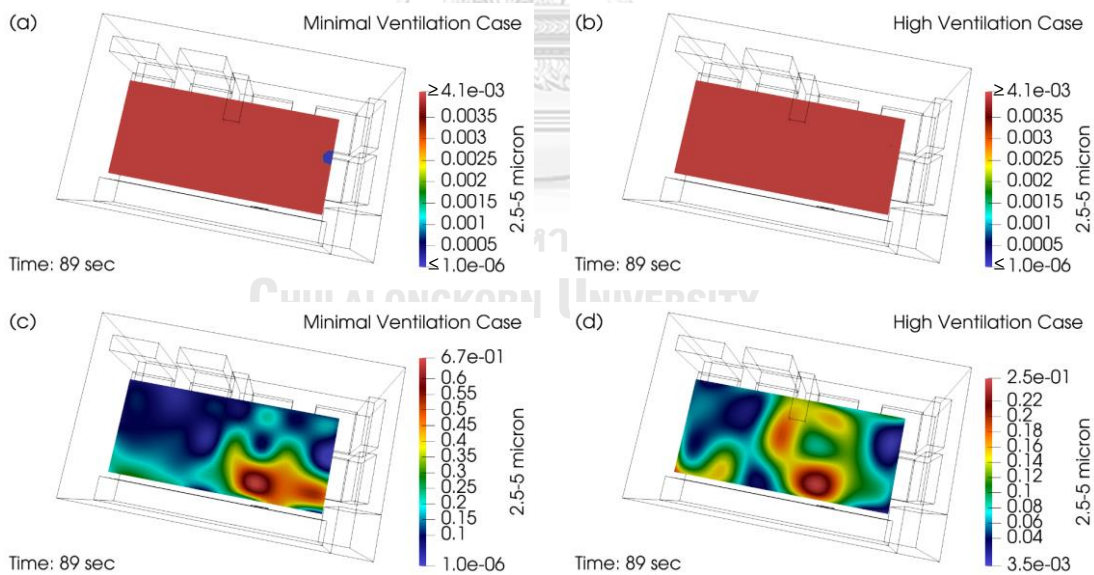 (a) Minimal Ventilation Case
≥4.1e-03
0.0035
0.003
0.0025
0.002
0.0015
0.001
0.0005
≤1.0e-06
2.5-5 micron
Time: 89 sec
(b) High Ventilation Case
≥4.1e-03
0.0035
0.003
0.0025
0.002
0.0015
0.001
0.0005
≤1.0e-06
2.5-5 micron
Time: 89 sec
CHULALONGKORN UNIVERSITY
(c) Minimal Ventilation Case
6.7e-01
0.6
0.55
0.45
0.4
0.35
0.3
0.25
0.2
0.15
0.1
1.0e-06
2.5-5 micron
Time: 89 sec
(d) High Ventilation Case
2.5e-01
0.22
0.2
0.18
0.16
0.14
0.12
0.1
0.08
0.06
0.04
3.5e-03
2.5-5 micron
Time: 89 sec